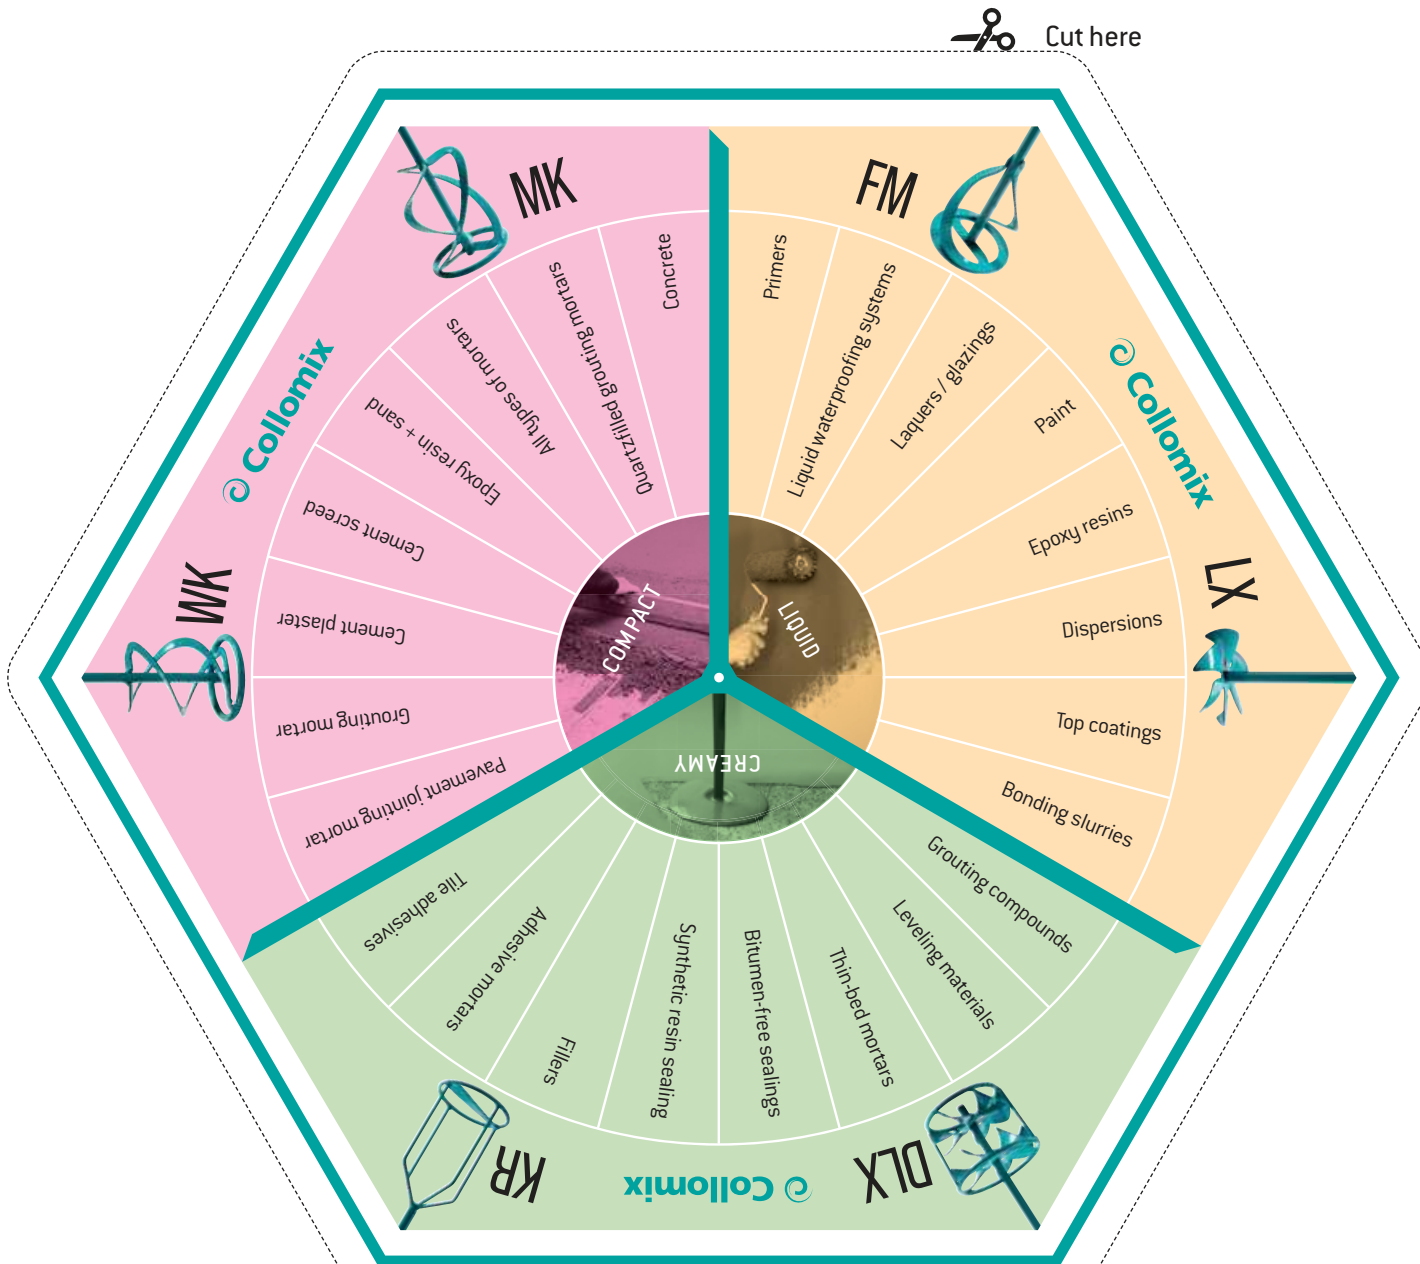 Cut here
MK
Collomix
WK
Concrete
Quartzfilled grouting mortars
All types of mortars
Epoxy resin + sand
Cement screed
Cement plaster
Grouting mortar
Pavement jointing mortar
COMPACT
FM
Collomix
LX
Primers
Liquid waterproofing systems
Laquers / glazings
Paint
Epoxy resins
Dispersions
Top coatings
Bonding slurries
LIQUID
CREAMY
Grouting compounds
Leveling materials
Thin-bed mortars
Bitumen-free sealings
Synthetic resin sealing
Fillers
Adhesive mortars
Tile adhesives
DLX
Collomix
KR